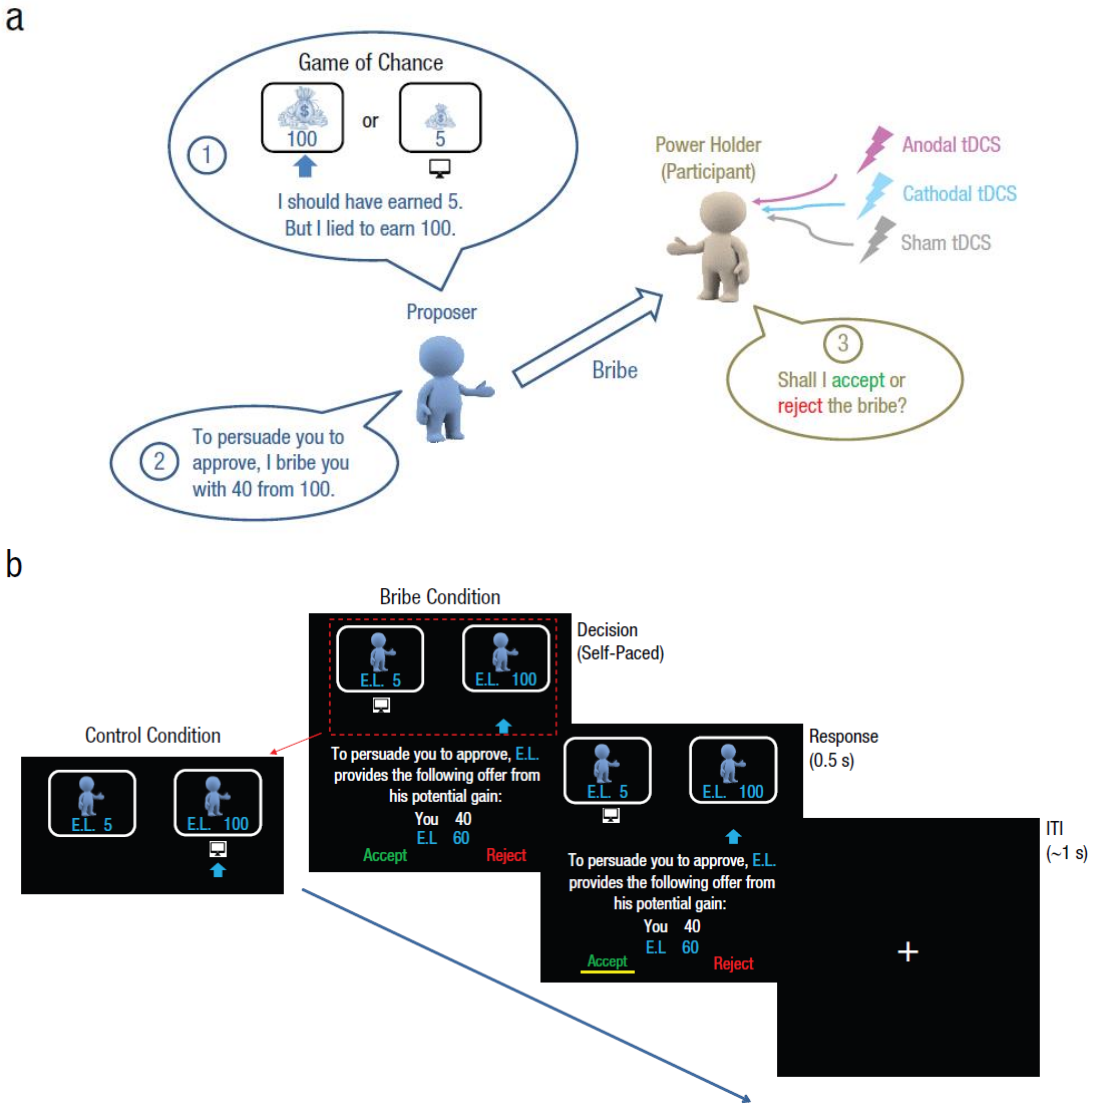 a
Game of Chance
100
or
5
1
I should have earned 5.
But I lied to earn 100.
Proposer
2
To persuade you to
approve, I bribe you
with 40 from 100.
Bribe
Power Holder
(Participant)
Anodal tDCS
Cathodal tDCS
Sham tDCS
3
Shall I accept or
reject the bribe?
b
Control Condition
E.L. 5
E.L. 100
Bribe Condition
E.L. 5
E.L. 100
To persuade you to approve, E.L.
provides the following offer from
his potential gain:
You 40
E.L 60
Accept Reject
Decision
(Self-Paced)
E.L. 5
E.L. 100
To persuade you to approve, E.L.
provides the following offer from
his potential gain:
You 40
E.L 60
Accept Reject
Response
(0.5 s)
+
ITI
(~1 s)